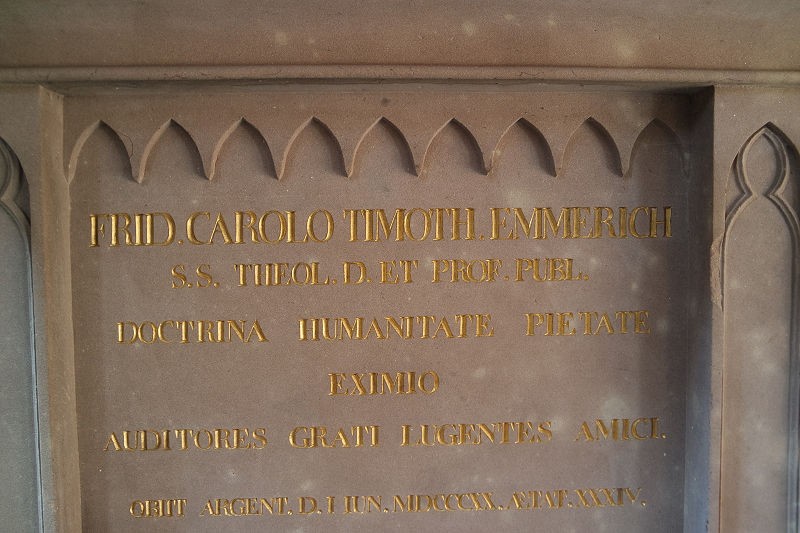 FRID. CAROLO TIMOTH. EMMERICH
S.S. THEOL. D. ET PROF. PUBL.
DOCTRINA HUMANITATE PIETATE
EXIMIO
AUDITORES GRATI LUGENTES AMICI.
OBIIT ARGENT. D. I IUN. MDCCCXX. ÆTAT. XXXIV.